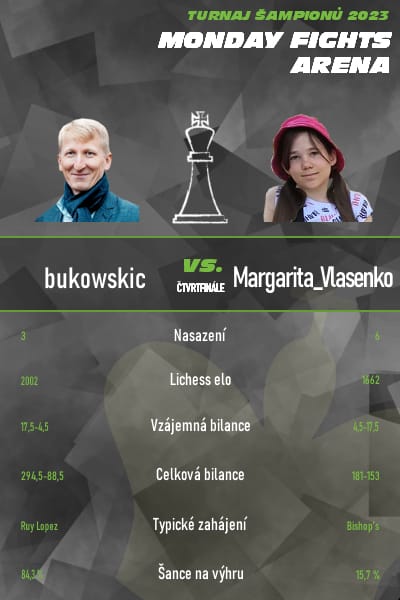 TURNAJ ŠAMPIONŮ 2023
MONDAY FIGHTS
ARENA
bukowskic
VS.
ČTVRTFINÁLE
Margarita_Vlasenko
3 Nasazení 6
2002 Lichess elo 1662
17,5-4,5 Vzájemná bilance 4,5-17,5
294,5-88,5 Celková bilance 181-153
Ruy Lopez Typické zahájení Bishop's
84,3% Šance na výhru 15,7 %